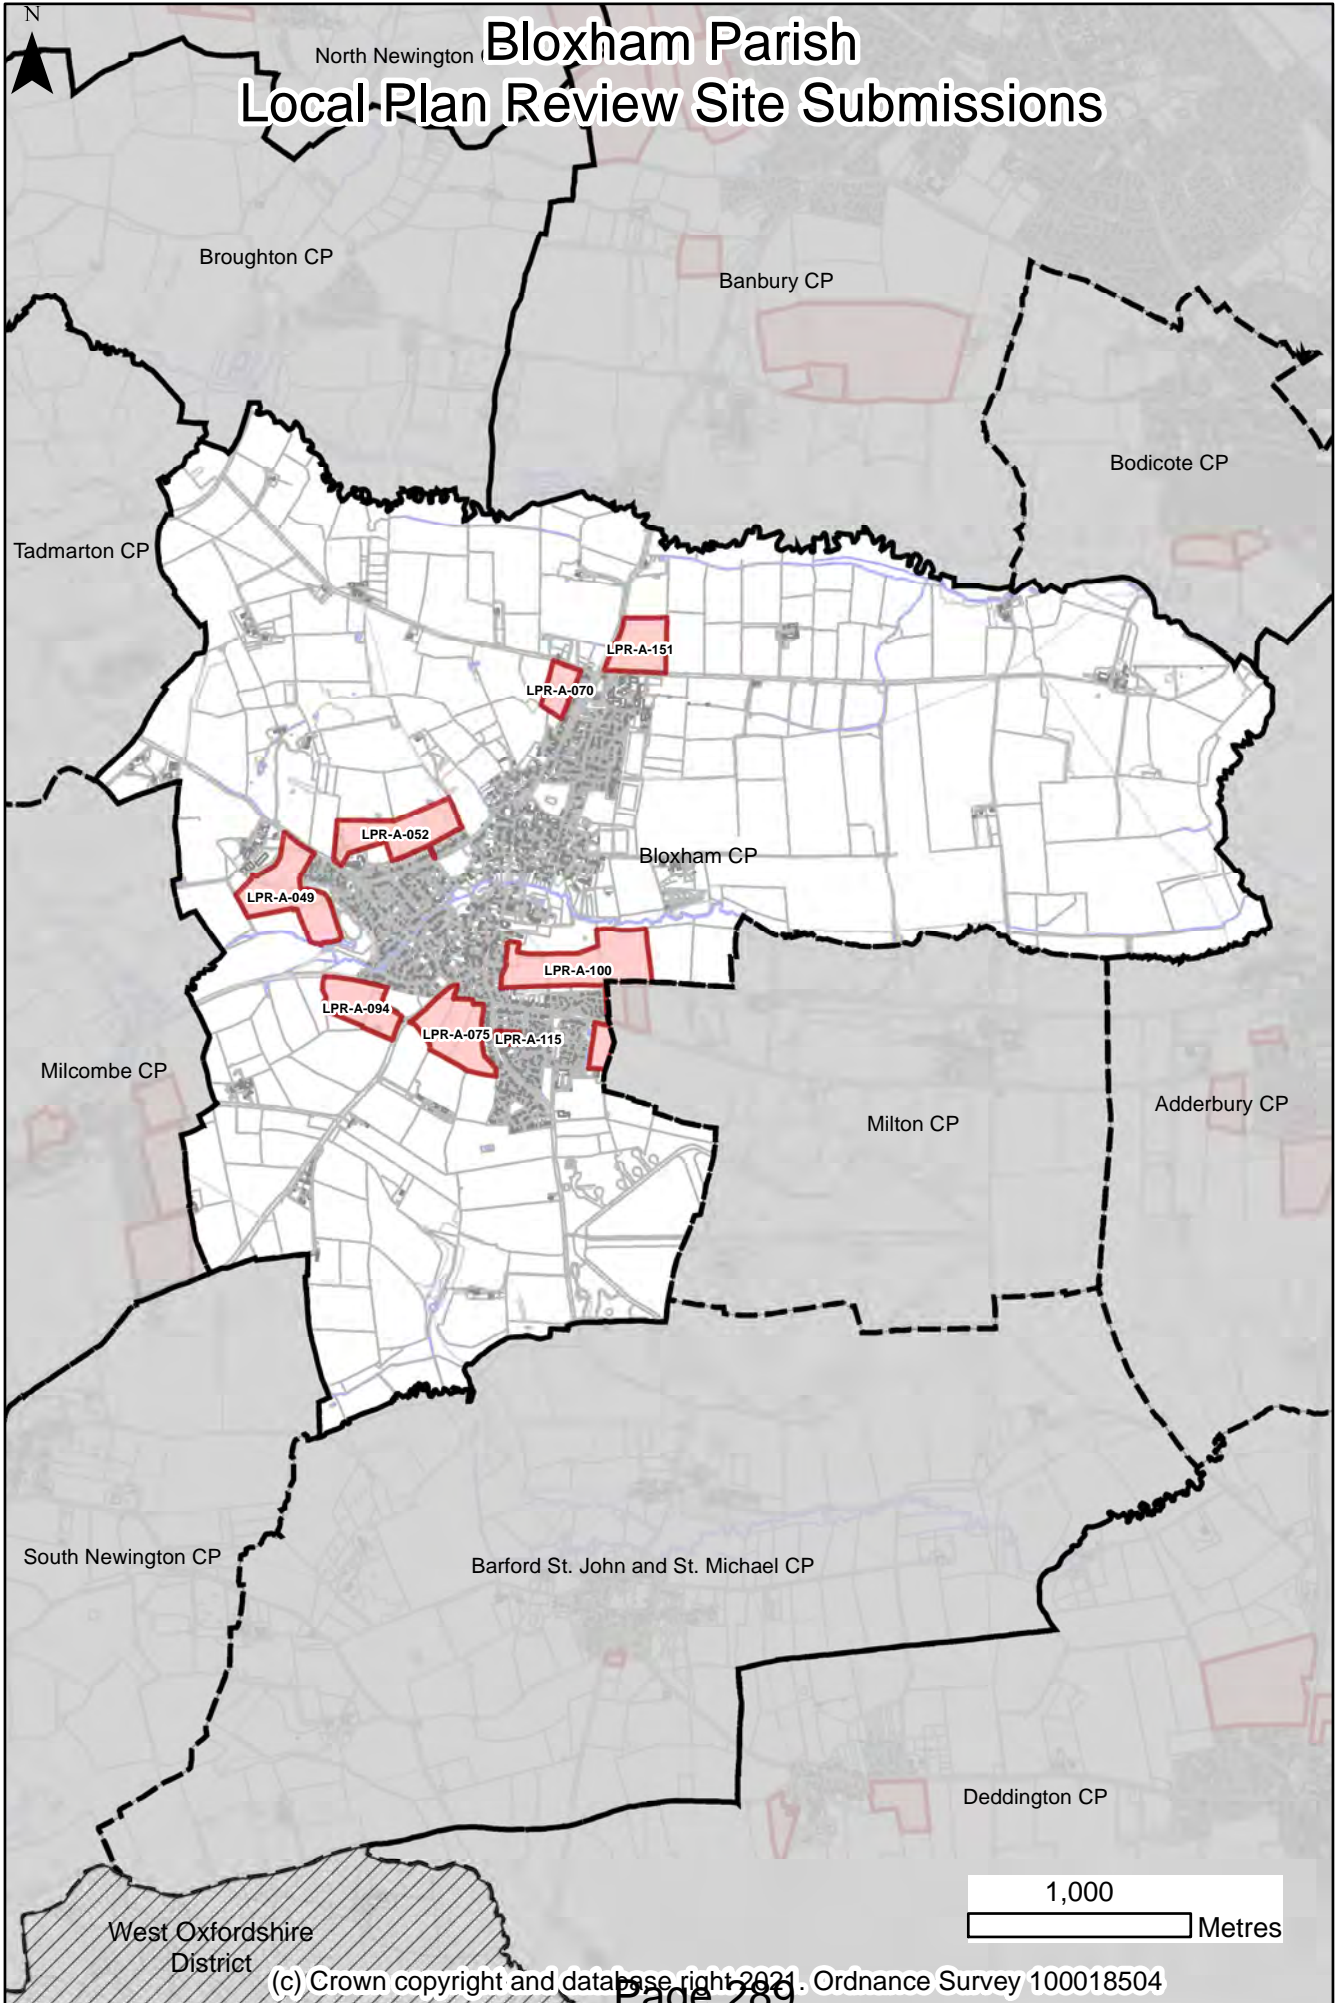 N
Bloxham Parish
Local Plan Review Site Submissions
North Newington
Broughton CP
Banbury CP
Bodicote CP
Tadmarton CP
LPR-A-151
LPR-A-070
LPR-A-052
Bloxham CP
LPR-A-049
LPR-A-100
LPR-A-094
LPR-A-075
LPR-A-115
Milcombe CP
Milton CP
Adderbury CP
South Newington CP
Barford St. John and St. Michael CP
Deddington CP
1,000
Metres
West Oxfordshire
District
(c) Crown copyright and database right 2021. Ordnance Survey 100018504
Page 289